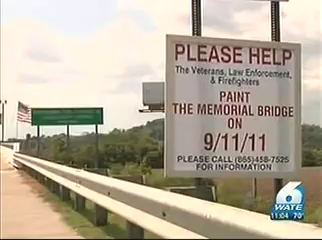 PLEASE HELP
The Veterans, Law Enforcement,
& Firefighters
PAINT
THE MEMORIAL BRIDGE
ON
9/11/11
PLEASE CALL (865)458-7525
FOR INFORMATION
6
WATE
11:04 70°